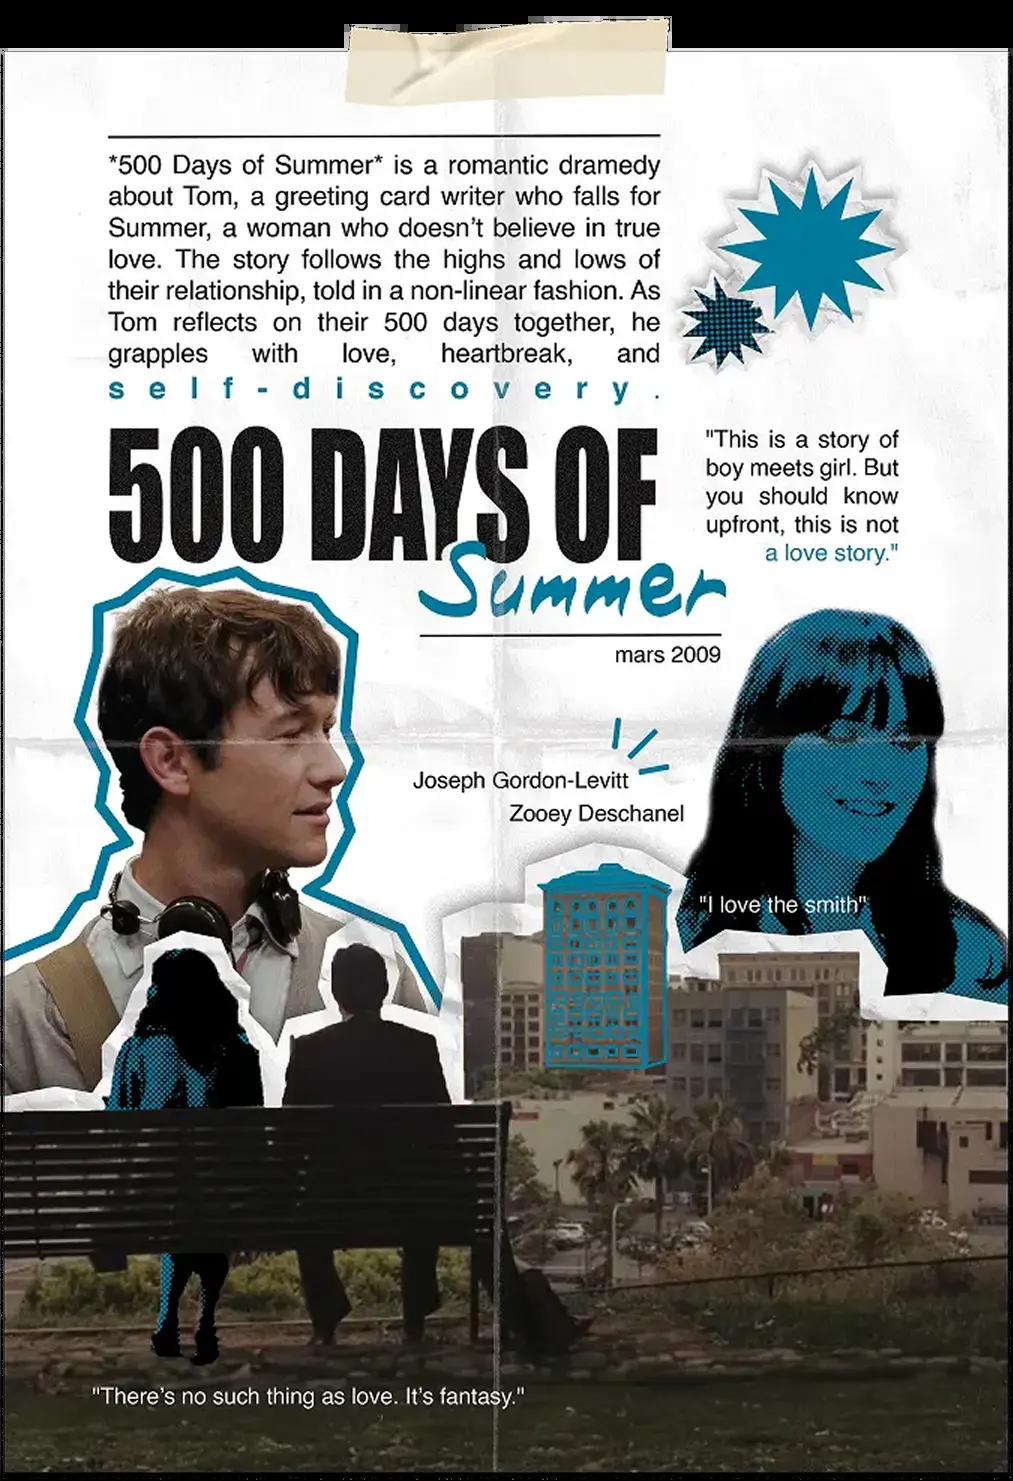 *500 Days of Summer* is a romantic dramedy
about Tom, a greeting card writer who falls for
Summer, a woman who doesn't believe in true
love. The story follows the highs and lows of
their relationship, told in a non-linear fashion. As
Tom reflects on their 500 days together, he
grapples with love, heartbreak, and
self-discovery.
500 DAYS OF
Summer
mars 2009
"This is a story of
boy meets girl. But
you should know
upfront, this is not
a love story."
Joseph Gordon-Levitt
Zooey Deschanel
"I love the smith"
"There's no such thing as love. It's fantasy."